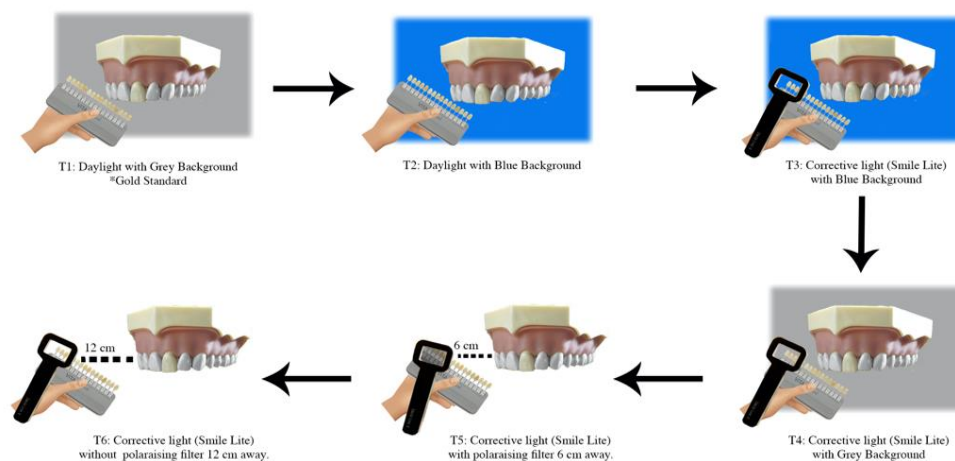 T1: Daylight with Grey Background
*Gold Standard
T2: Daylight with Blue Background
T3: Corrective light (Smile Lite)
with Blue Background
12 cm
6 cm
T6: Corrective light (Smile Lite)
without polaraising filter 12 cm away.
T5: Corrective light (Smile Lite)
with polaraising filter 6 cm away.
T4: Corrective light (Smile Lite)
with Grey Background